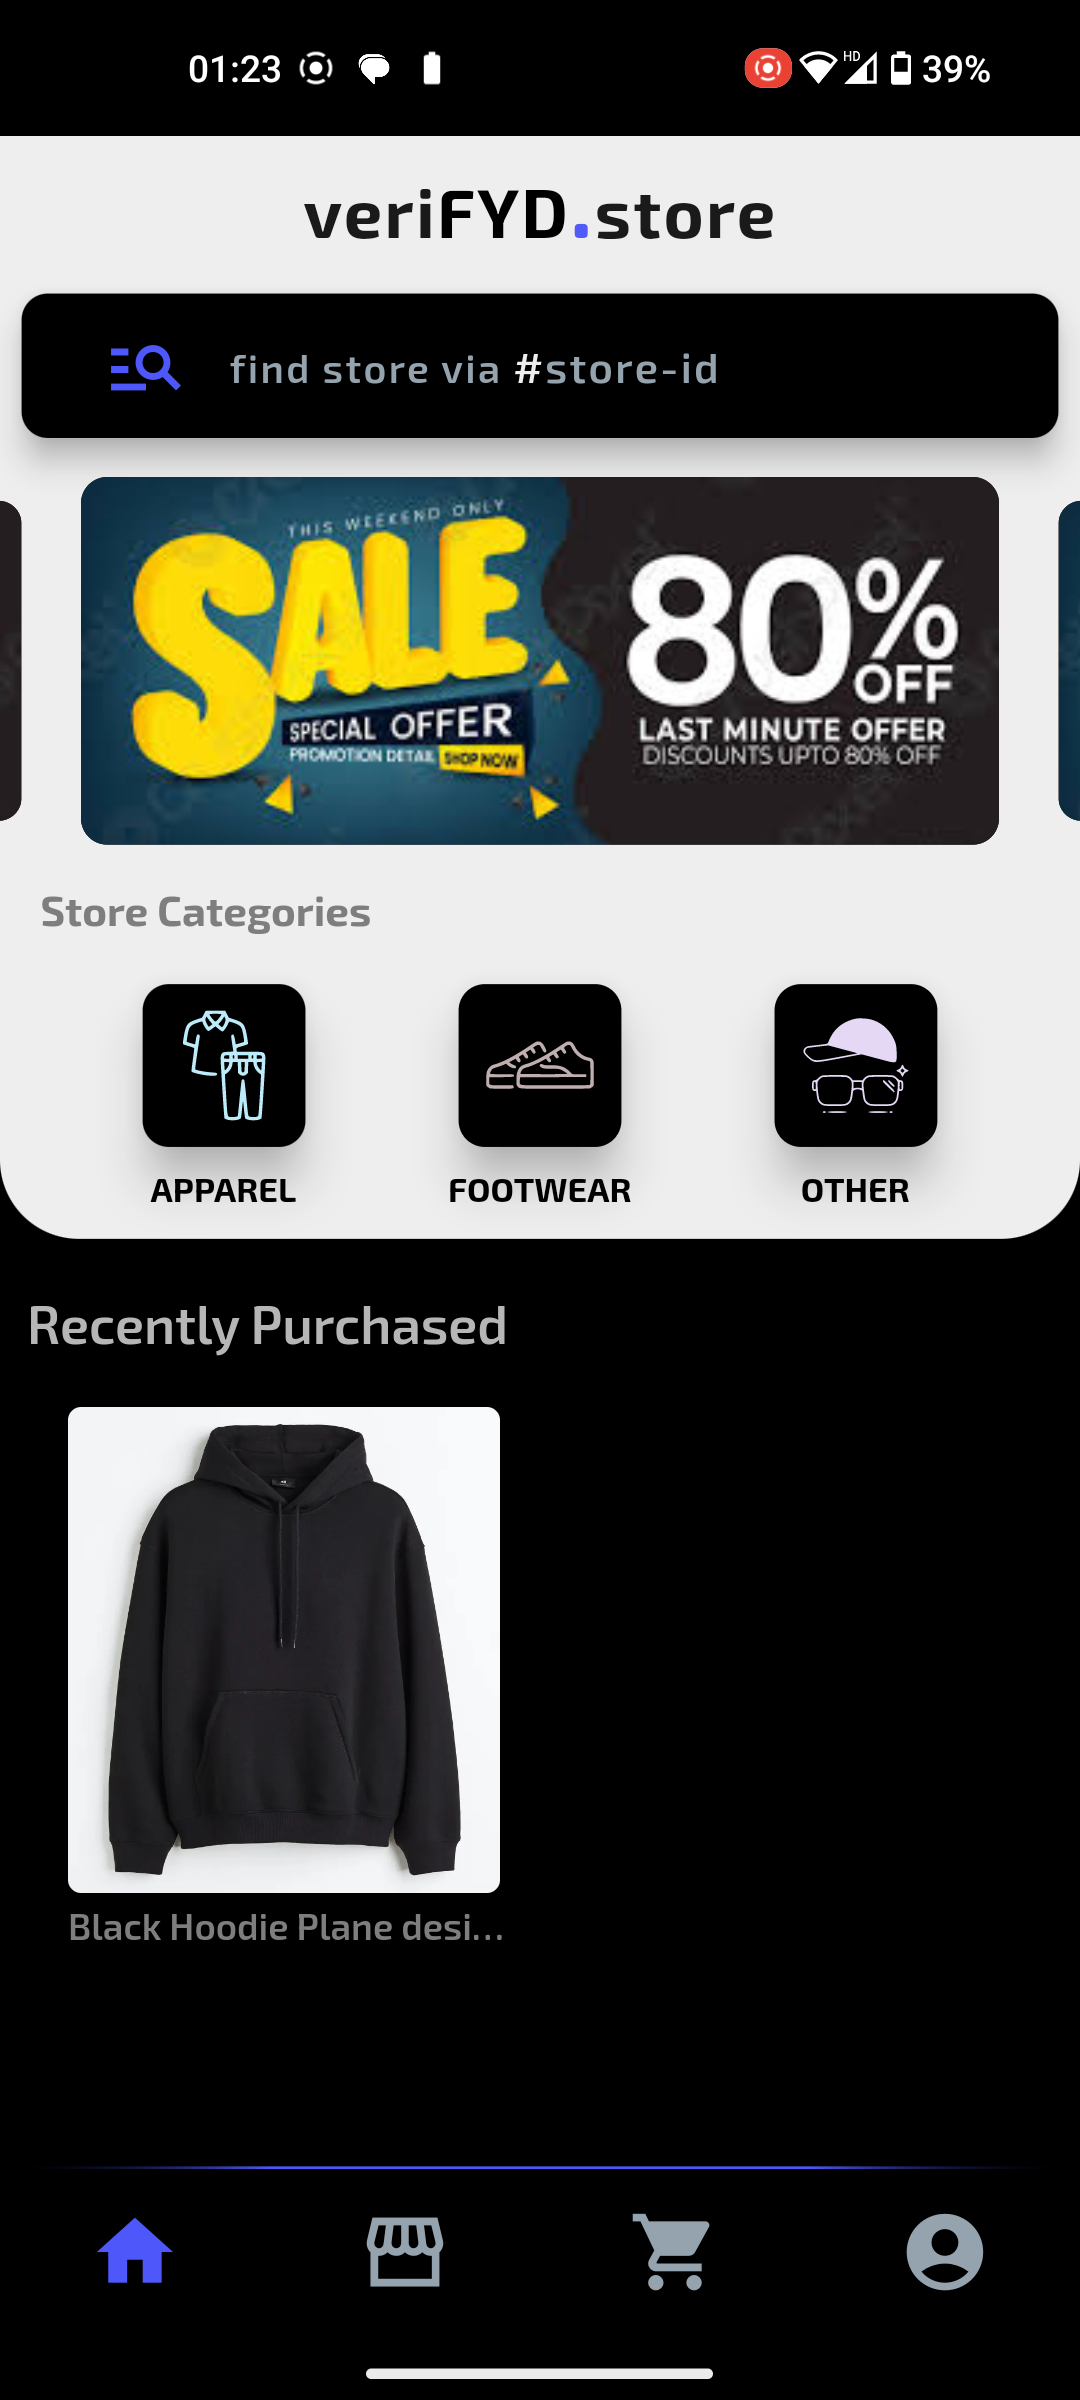 01:23
HD
39%
veriFYD.store
find store via #store-id
THIS WEEKEND ONLY
SALE
SPECIAL OFFER
PROMOTION DETAIL SHOP NOW
80%
OFF
LAST MINUTE OFFER
DISCOUNTS UPTO 80% OFF
Store Categories
APPAREL
FOOTWEAR
OTHER
Recently Purchased
Black Hoodie Plane desi...